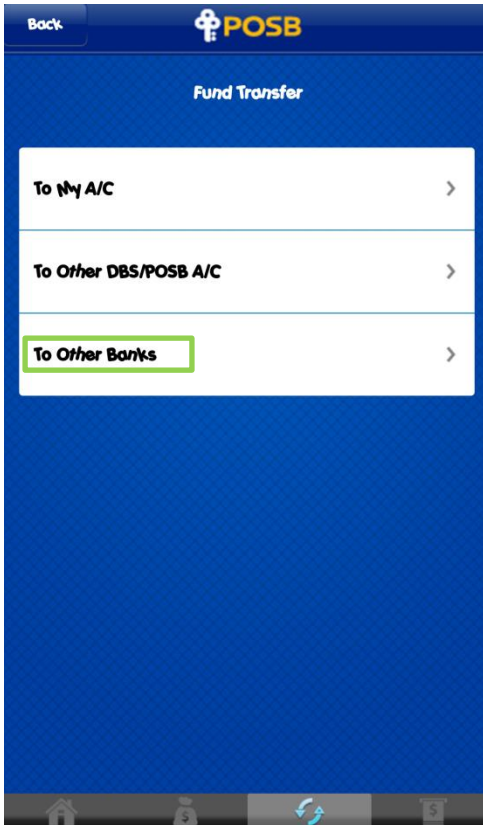 Back
POSB
Fund Transfer
To My A/C
To Other DBS/POSB A/C
To Other Banks
$
$